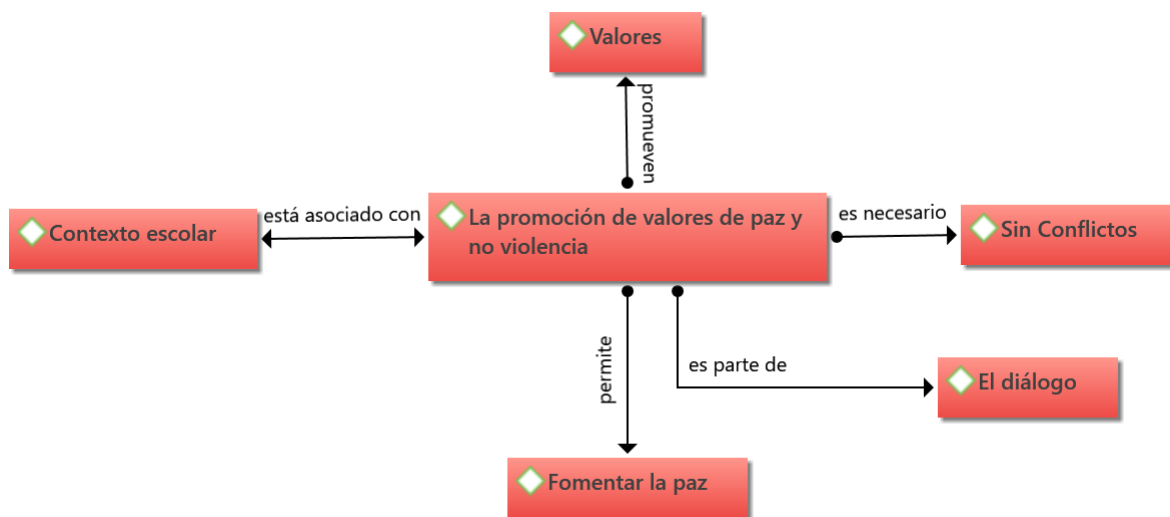 Valores
promueven
Contexto escolar
está asociado con
La promoción de valores de paz y
no violencia
es necesario
Sin Conflictos
permite
es parte de
El diálogo
Fomentar la paz